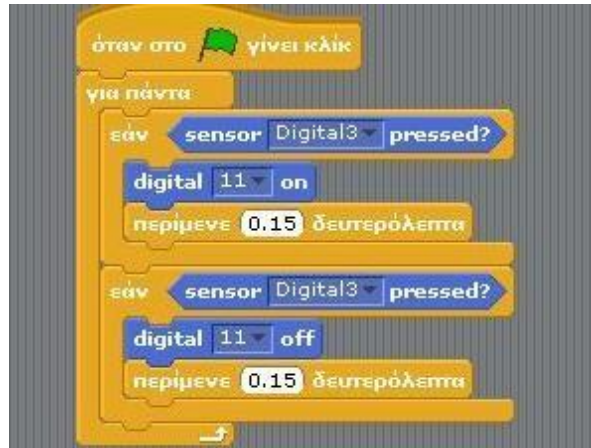 όταν στο γίνει κλίκ
για πάντα
εάν sensor Digital3 pressed?
digital 11 on
περίμενε 0.15 δευτερόλεπτα
εάν sensor Digital3 pressed?
digital 11 off
περίμενε 0.15 δευτερόλεπτα